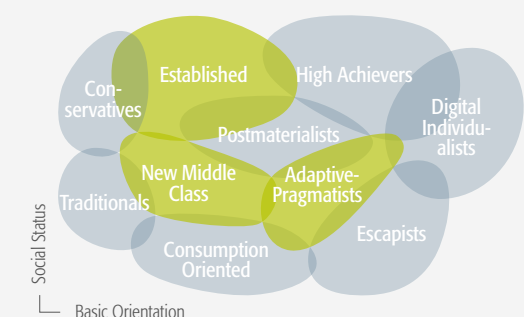 Established
High Achievers
Con-
servatives
Digital
Individu-
alists
Postmaterialists
New Middle
Class
Adaptive-
Pragmatists
Traditionals
Escapists
Consumption
Oriented
Social Status
Basic Orientation